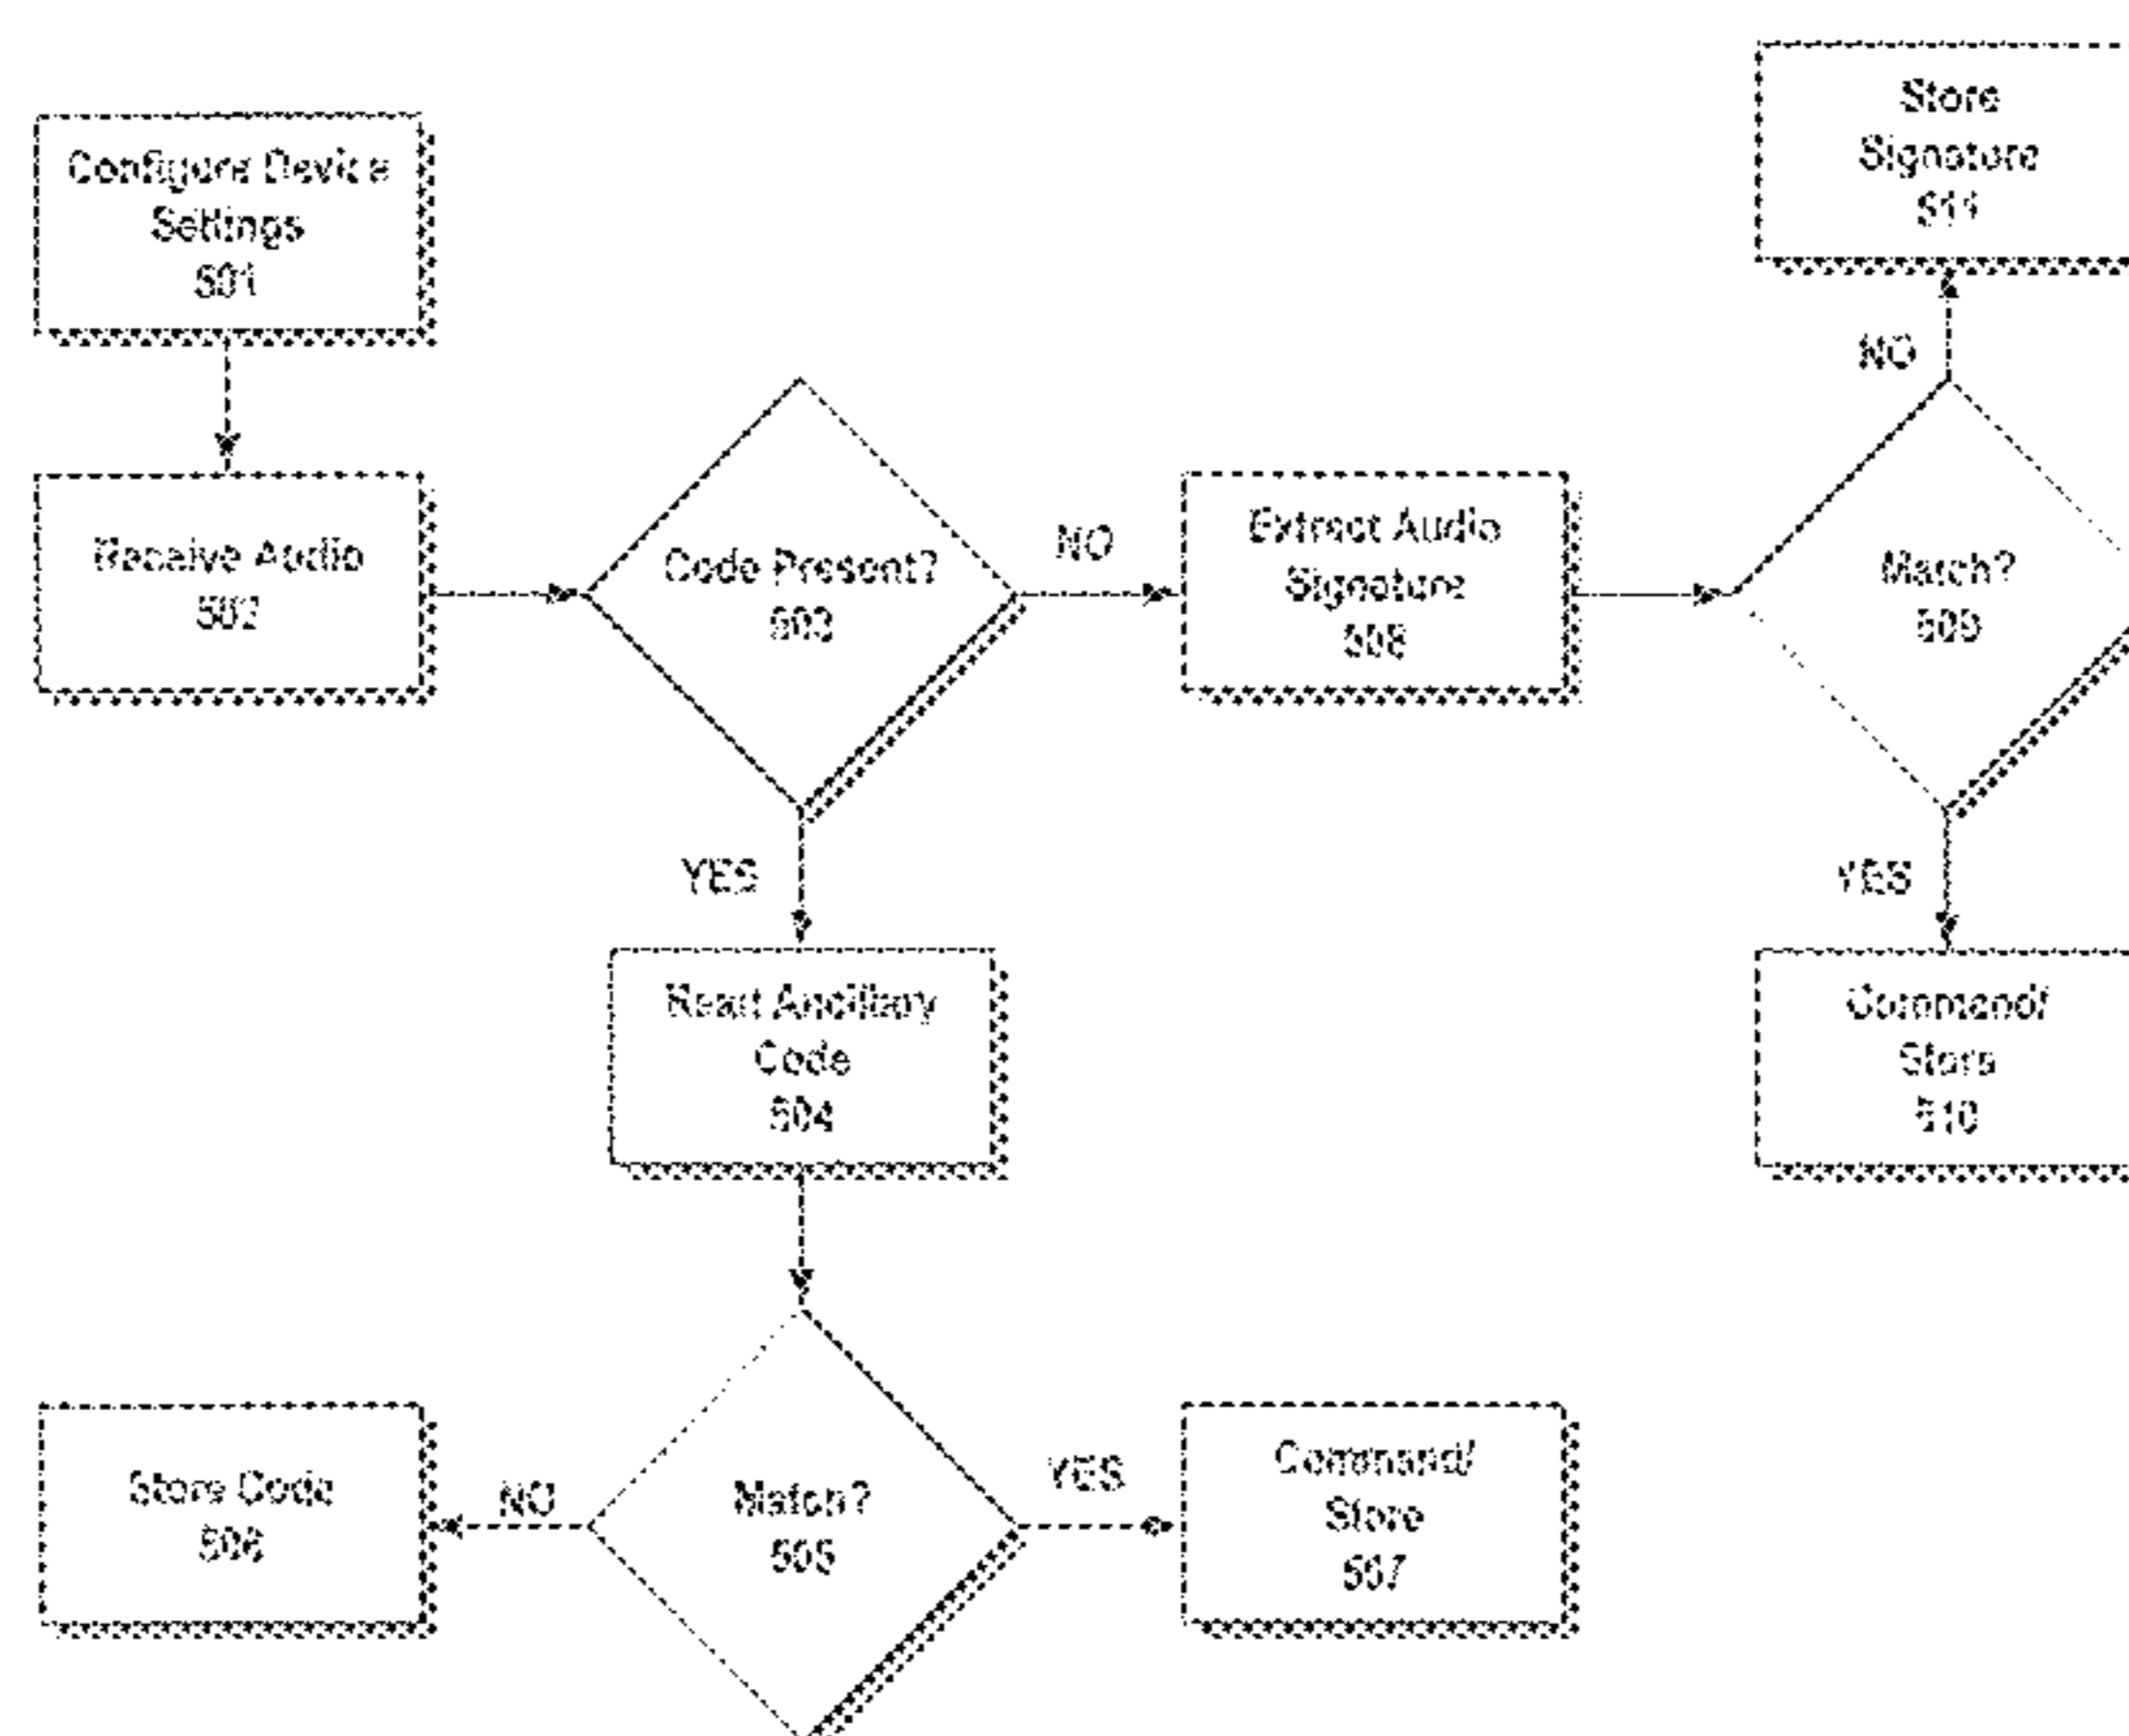 Configure Device
Settings
501
Receive Audio
502
Code Present?
503
NO
YES
Extract Audio
Signature
508
Match?
509
NO
Store
Signature
511
YES
Command/
Store
510
Read Ancillary
Code
504
Match?
505
NO
Store Code
506
YES
Command/
Store
507